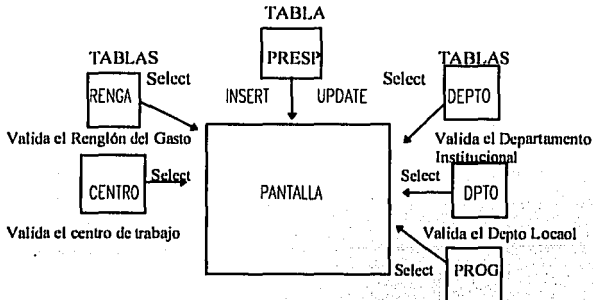 TABLA
PRESP
TABLAS
Select
RENGA
INSERT UPDATE
Select
TABLAS
DEPTO
Valida el Renglón del Gasto
Valida el Departamento
Institucional
Select
CENTRO
PANTALLA
Select
DPTO
Valida el centro de trabajo
Valida el Depto Locaol
Select
PROG